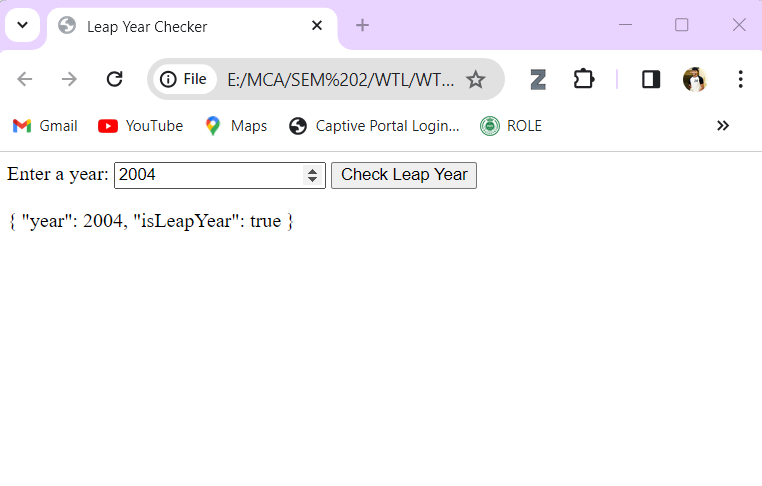 Leap Year Checker
File E:/MCA/SEM%202/WTL/WT...
Gmail YouTube Maps Captive Portal Login... ROLE
Enter a year: 2004 Check Leap Year
{ "year": 2004, "isLeapYear": true }